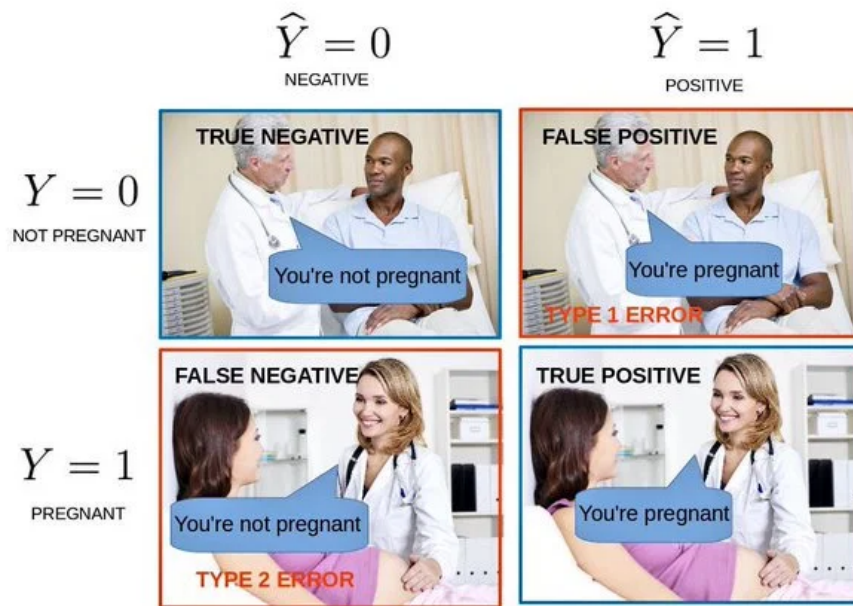 Ŷ = 0
NEGATIVE
Ŷ = 1
POSITIVE
Y = 0
NOT PREGNANT
TRUE NEGATIVE
You're not pregnant
FALSE POSITIVE
You're pregnant
TYPE 1 ERROR
Y = 1
PREGNANT
FALSE NEGATIVE
You're not pregnant
TYPE 2 ERROR
TRUE POSITIVE
You're pregnant